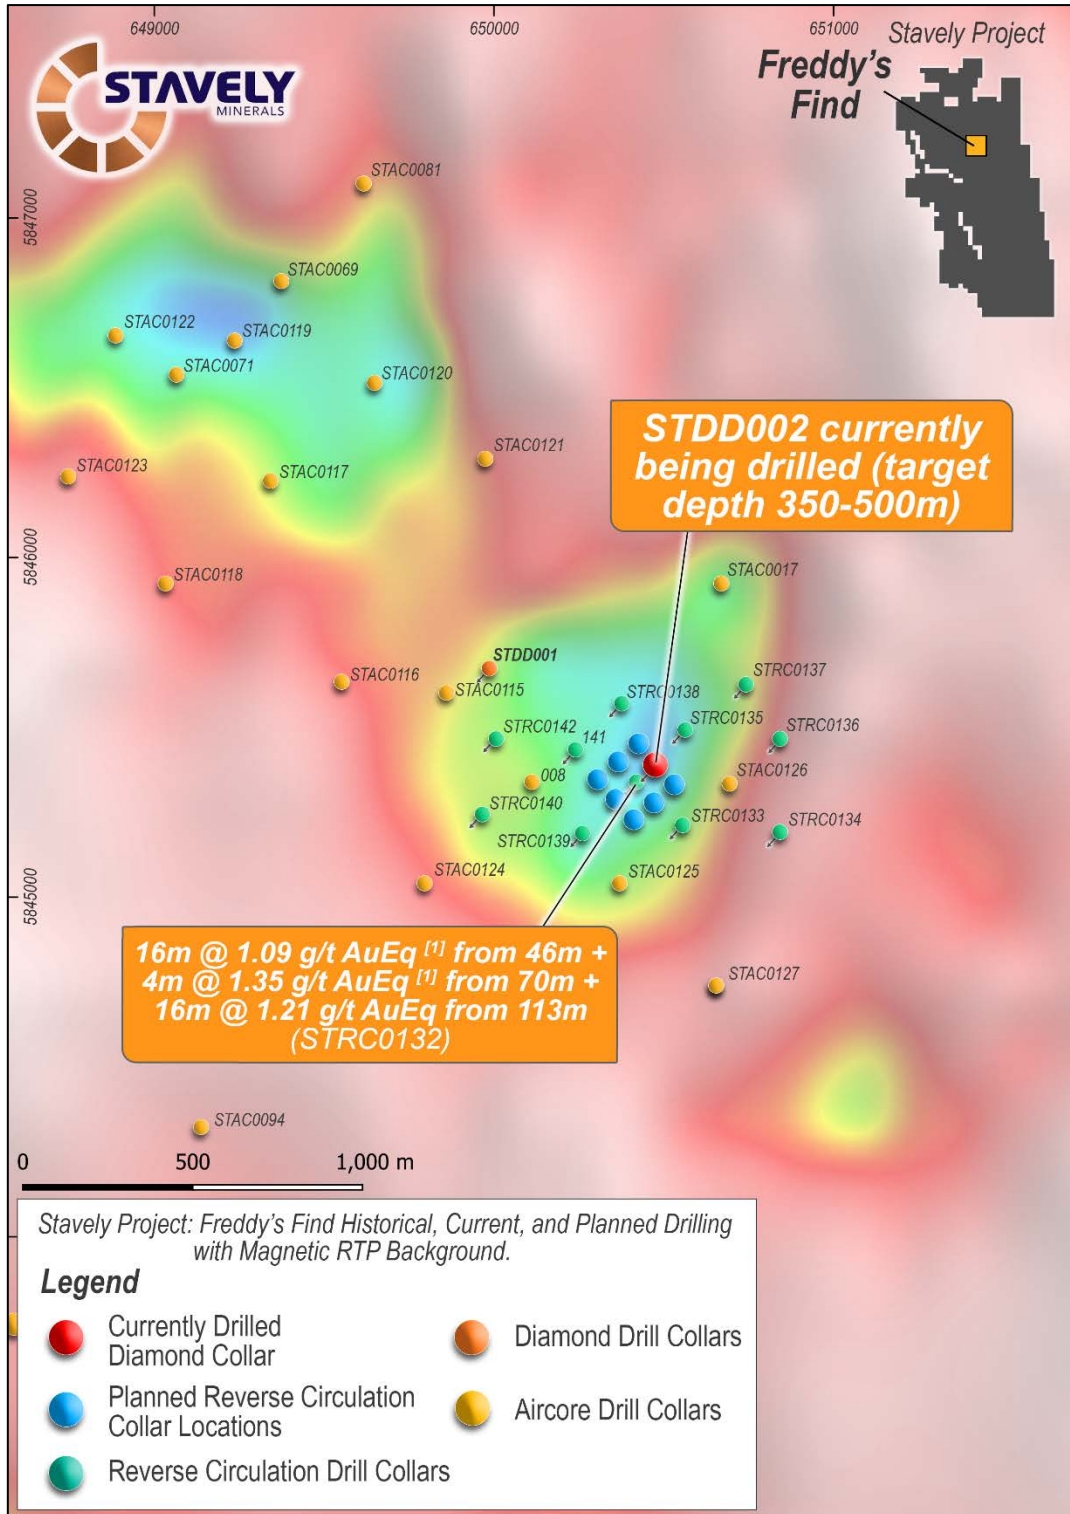 649000
650000
651000
Stavely Project
STAVELY
MINERALS
Freddy's
Find
5847000
5846000
5845000
STAC0081
STAC0069
STAC0122
STAC0119
STAC0071
STAC0120
STAC0123
STAC0117
STAC0121
STDD002 currently
being drilled (target
depth 350-500m)
STAC0118
STAC0017
STDD001
STAC0116
STAC0115
STRC0138
STRC0137
STRC0142
141
STRC0135
STRC0136
008
STAC0126
STRC0140
STRC0139
STRC0133
STRC0134
STAC0124
STAC0125
16m @ 1.09 g/t AuEq [1] from 46m +
4m @ 1.35 g/t AuEq [1] from 70m +
16m @ 1.21 g/t AuEq from 113m
(STRC0132)
STAC0127
STAC0094
0 500 1,000 m
Stavely Project: Freddy's Find Historical, Current, and Planned Drilling
with Magnetic RTP Background.
Legend
Currently Drilled
Diamond Collar
Planned Reverse Circulation
Collar Locations
Reverse Circulation Drill Collars
Diamond Drill Collars
Aircore Drill Collars